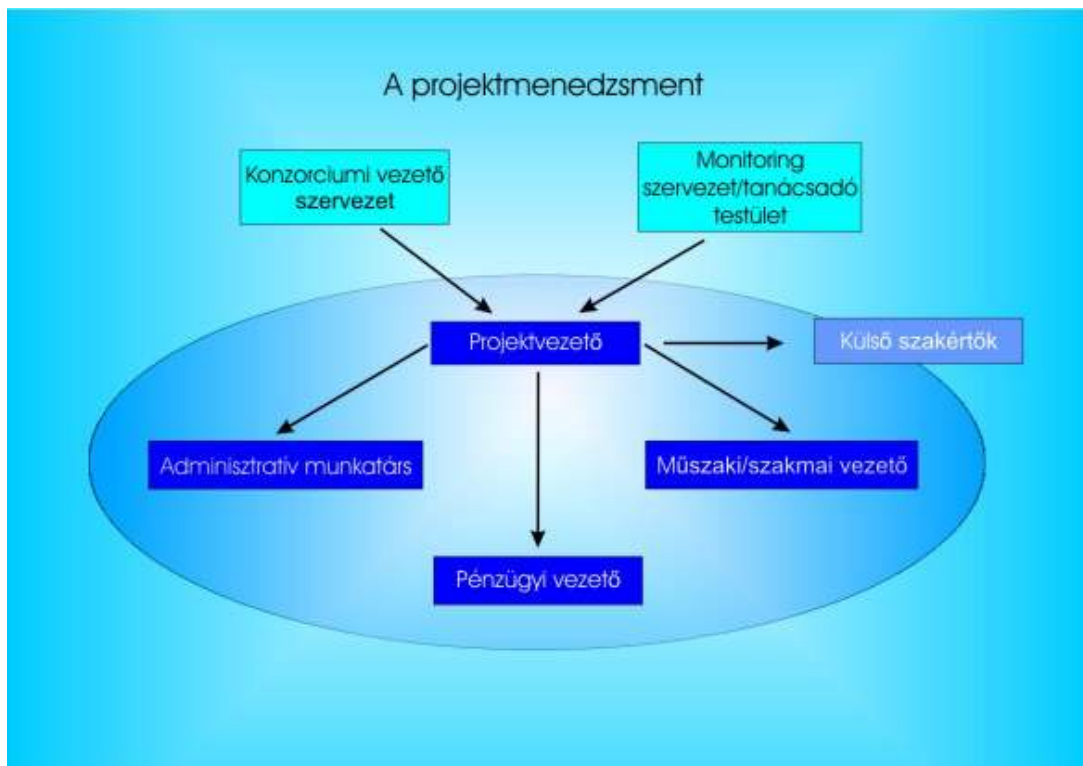 A projektmenedzsment
Konzorciumi vezető
szervezet
Monitoring
szervezet/tanácsadó
testület
Projektvezető
Külső szakértők
Adminisztratív munkatárs
Műszaki/szakmai vezető
Pénzügyi vezető